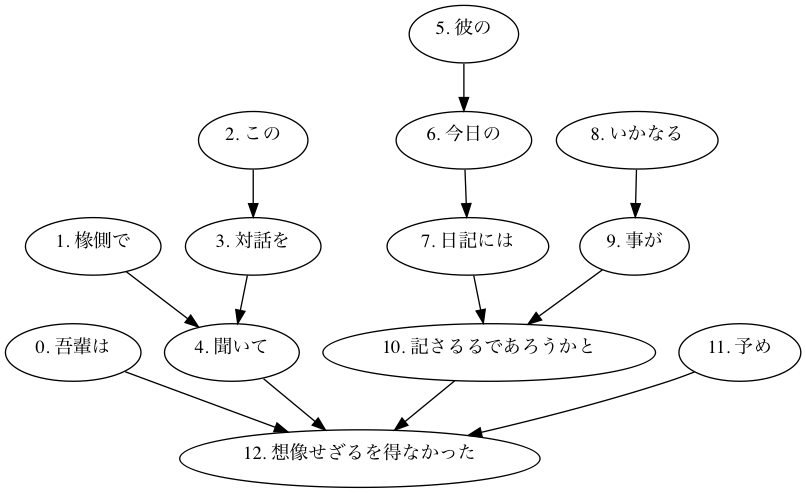 5. 彼の
2. この
6. 今日の
8. いかなる
1. 椽側で
3. 対話を
7. 日記には
9. 事が
0. 吾輩は
4. 聞いて
10. 記さるるであろうかと
11. 予め
12. 想像せざるを得なかった